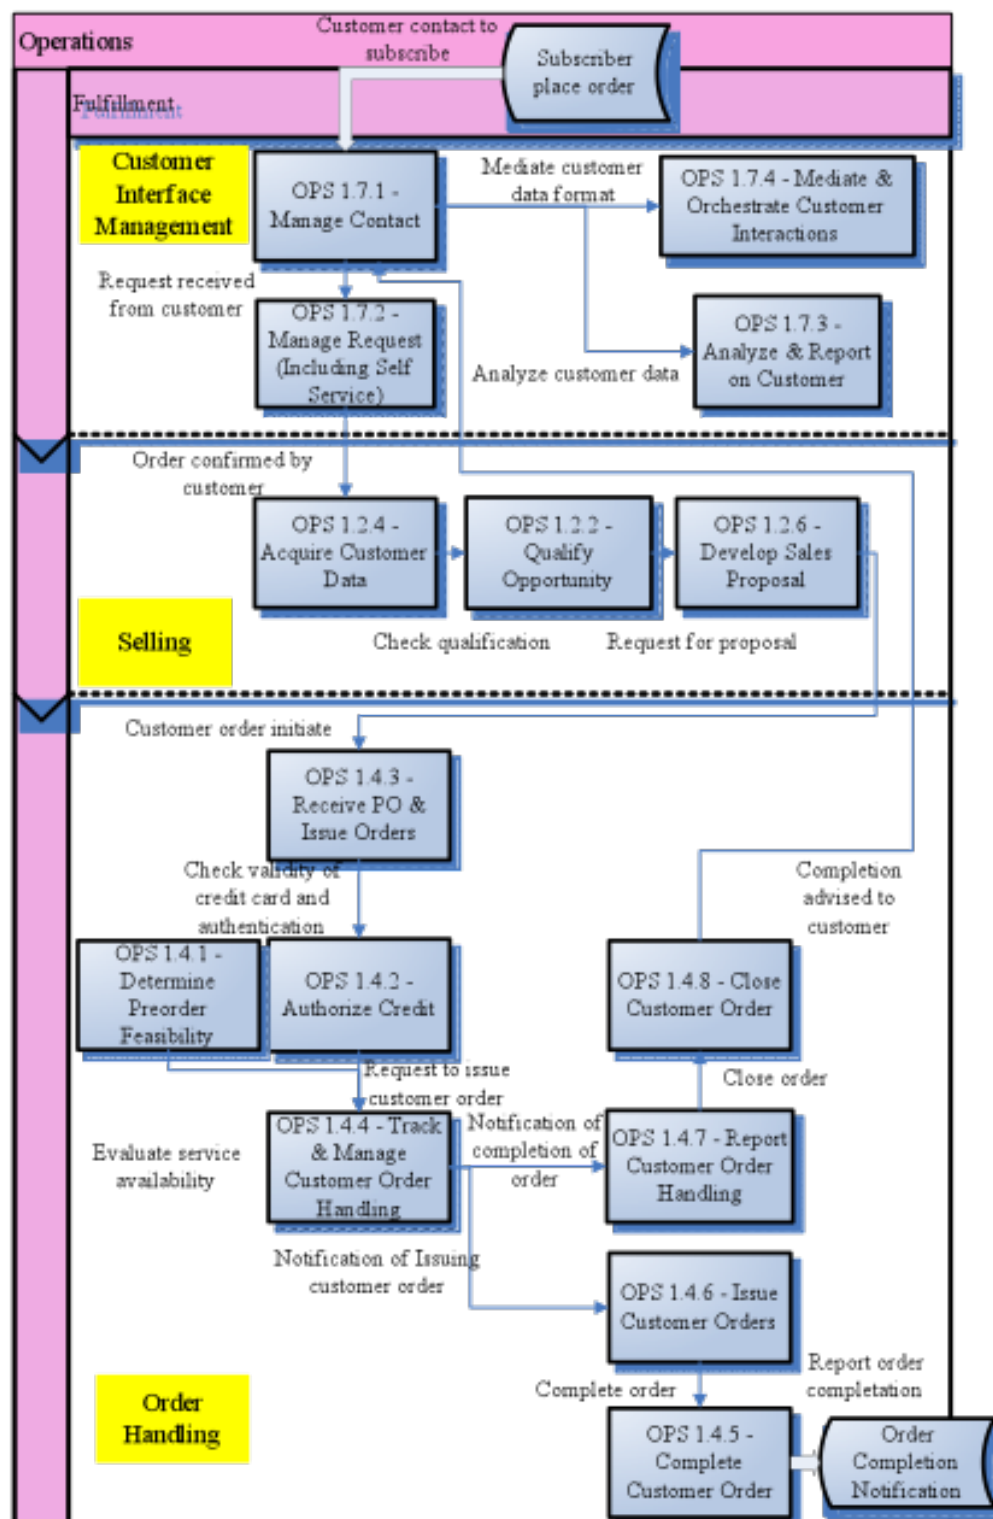 Operations
Customer contact to
subscribe
Subscriber
place order
Fulfillment
Customer
Interface
Management
OPS 1.7.1 -
Manage Contact
Mediate customer
data format
OPS 1.7.4 - Mediate &
Orchestrate Customer
Interactions
Request received
from customer
OPS 1.7.2 -
Manage Request
(Including Self
Service)
OPS 1.7.3 -
Analyze & Report
on Customer
Analyze customer data
Order confirmed by
customer
OPS 1.2.4 -
Acquire Customer
Data
OPS 1.2.2 -
Qualify
Opportunity
OPS 1.2.6 -
Develop Sales
Proposal
Check qualification
Request for proposal
Selling
Customer order initiate
OPS 1.4.3 -
Receive PO &
Issue Orders
Check validity of
credit card and
authentication
Completion
advised to
customer
OPS 1.4.1 -
Determine
Preorder
Feasibility
OPS 1.4.2 -
Authorize Credit
OPS 1.4.8 - Close
Customer Order
Request to issue
customer order
Close order
Evaluate service
availability
OPS 1.4.4 - Track
& Manage
Customer Order
Handling
Notification of
completion of
order
OPS 1.4.7 - Report
Customer Order
Handling
Notification of Issuing
customer order
OPS 1.4.6 - Issue
Customer Orders
Complete order
Report order
completation
Order
Handling
OPS 1.4.5 -
Complete
Customer Order
Order
Completion
Notification